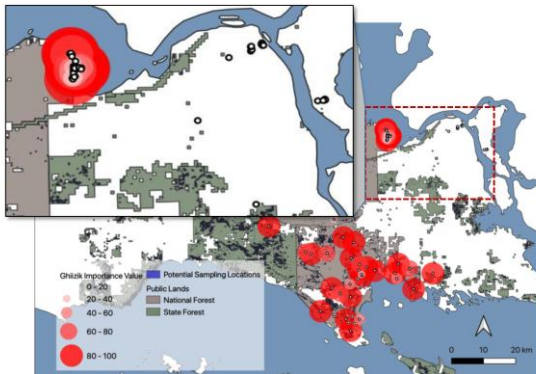 Ghiizik Importance Value
0 - 20
20 - 40
40 - 60
60 - 80
80 - 100
Potential Sampling Locations
Public Lands
National Forest
State Forest
0 10 20 km